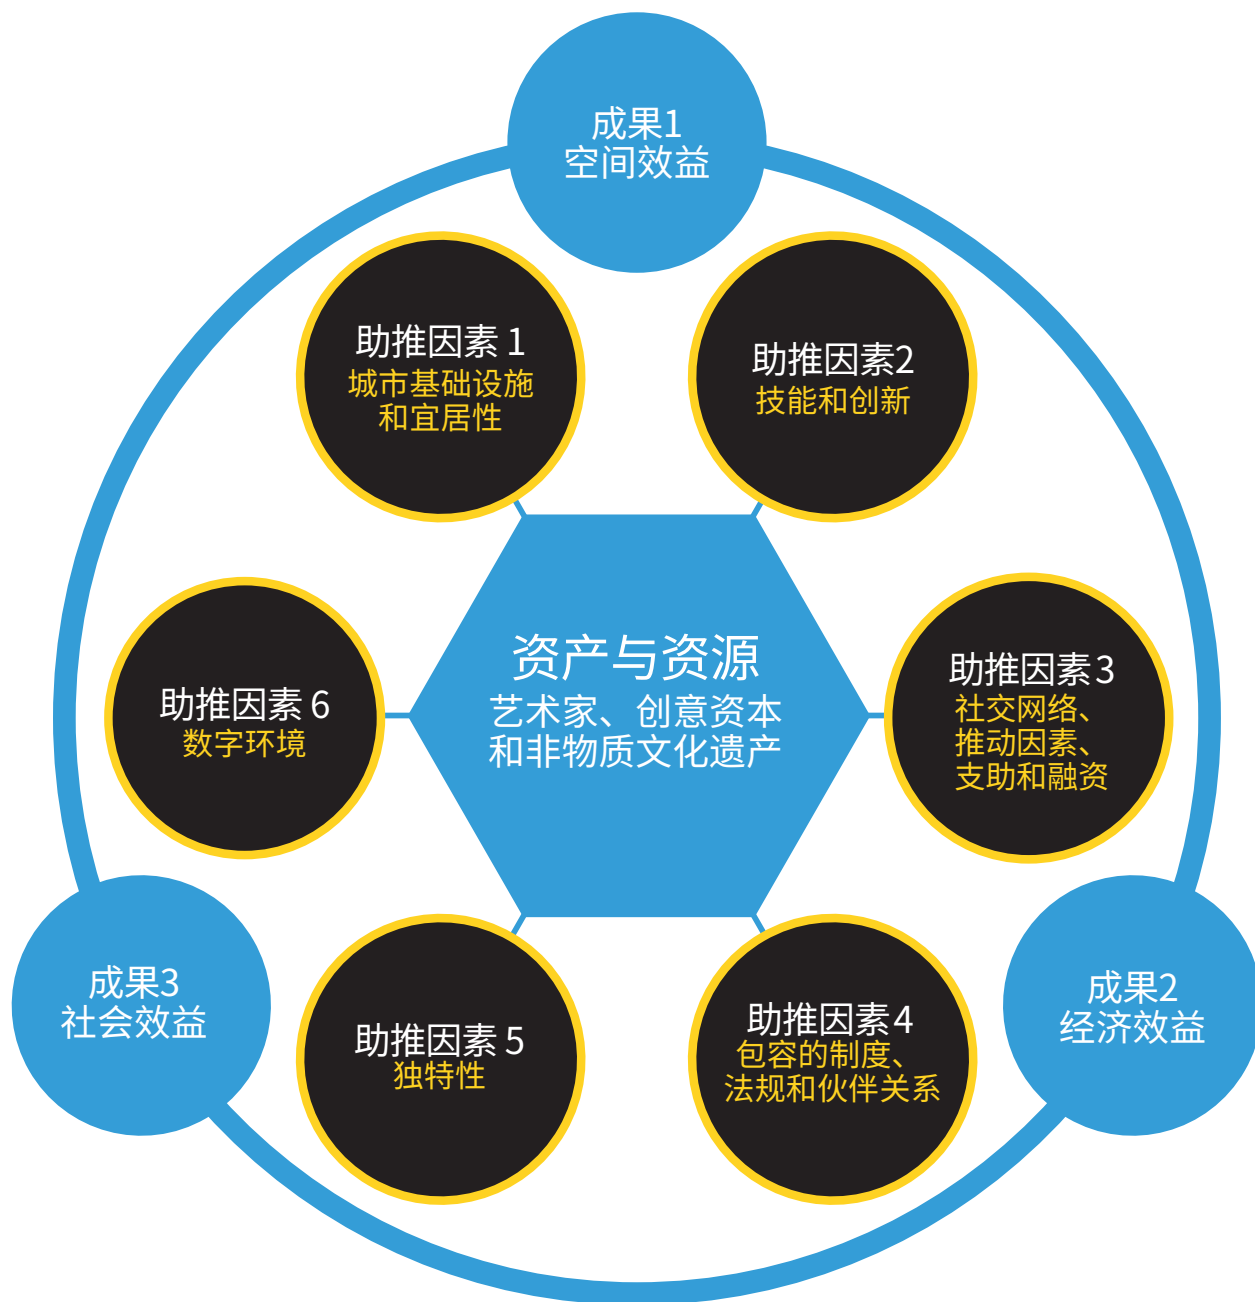 成果1
空间效益
助推因素 1
城市基础设施
和宜居性
助推因素2
技能和创新
资产与资源
艺术家、创意资本
和非物质文化遗产
助推因素3
社交网络、
推动因素、
支助和融资
助推因素 6
数字环境
成果3
社会效益
助推因素 5
独特性
助推因素4
包容的制度、
法规和伙伴关系
成果2
经济效益